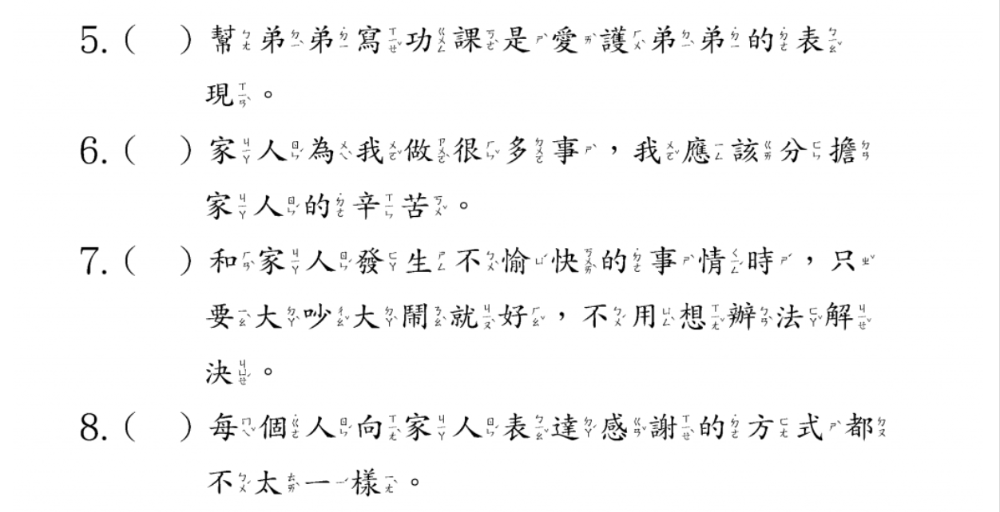 5.(　)幫弟弟寫功課是愛護弟弟的表
現。
6.(　)家人為我做很多事，我應該分擔
家人的辛苦。
7.(　)和家人發生不愉快的事情時，只
要大吵大鬧就好，不用想辦法解
決。
8.(　)每個人向家人表達感謝的方式都
不太一樣。